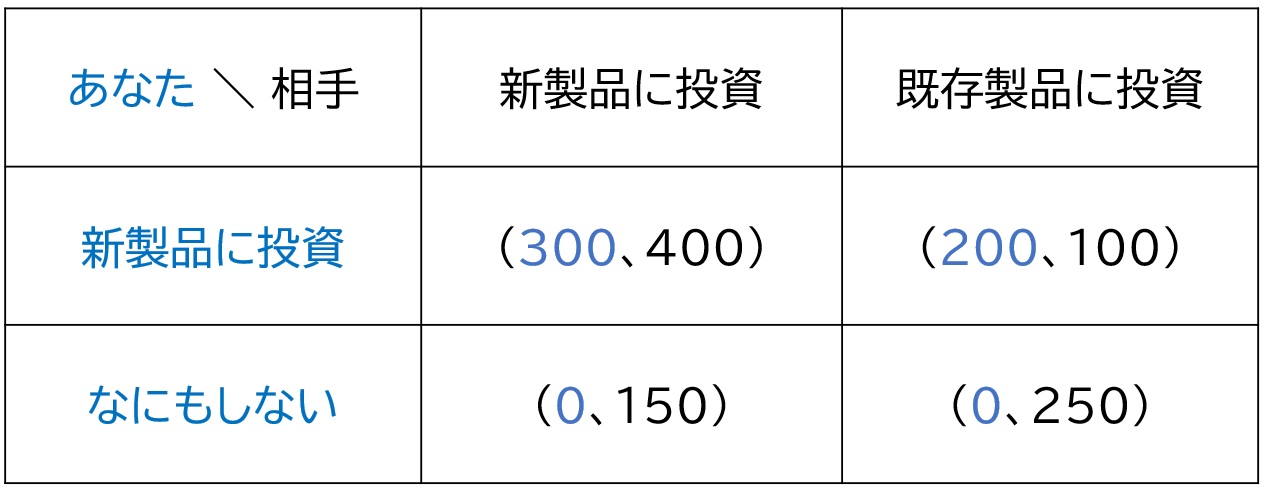 あなた ＼ 相手 新製品に投資 既存製品に投資
新製品に投資 （300、400） （200、100）
なにもしない （0、150） （0、250）